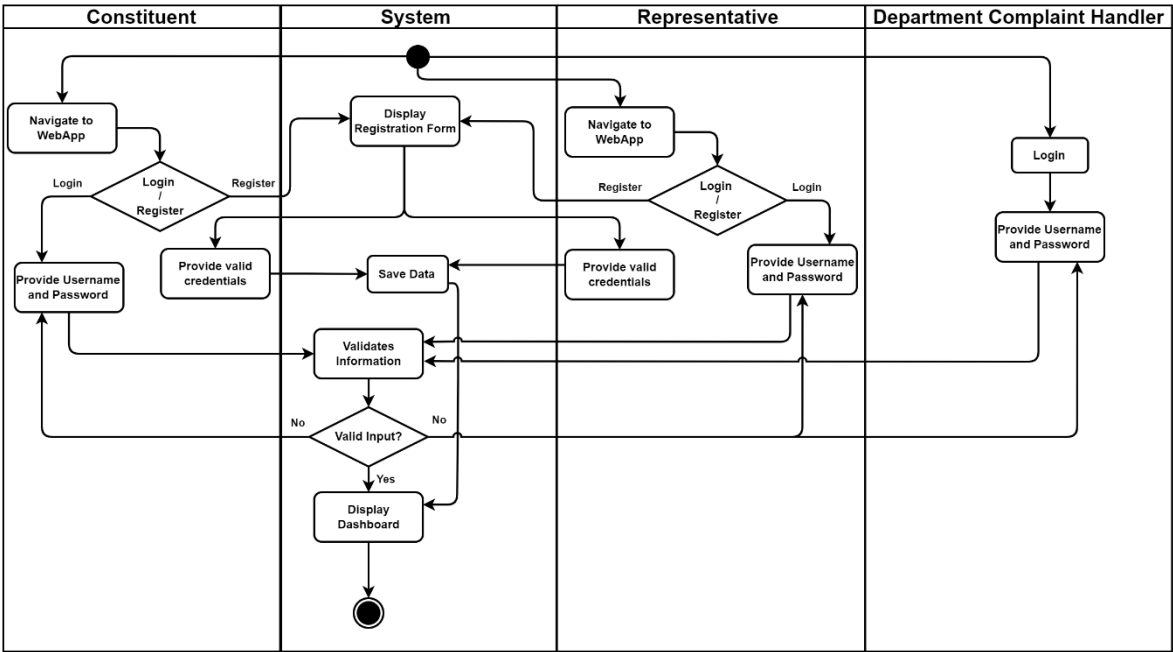 Constituent
System
Representative
Department Complaint Handler
Navigate to
WebApp
Display
Registration Form
Navigate to
WebApp
Login
Login
Login
/
Register
Register
Register
Login
/
Register
Login
Provide Username
and Password
Provide valid
credentials
Save Data
Provide valid
credentials
Provide Username
and Password
Provide Username
and Password
Validates
Information
No
Valid Input?
No
Yes
Display
Dashboard